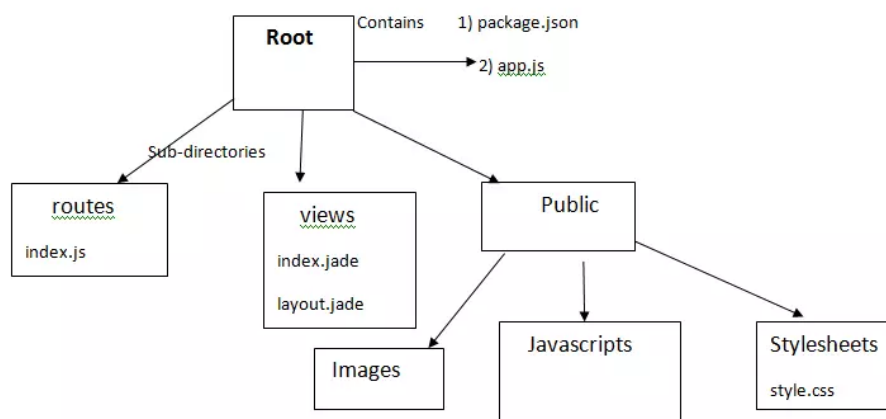 Root
Contains
1) package.json
2) app.js
Sub-directories
routes
index.js
views
index.jade
layout.jade
Public
Images
Javascripts
Stylesheets
style.css